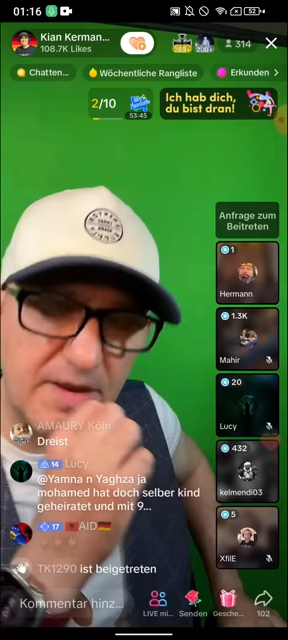 01:16
52
Kian Kerman...
108.7K Likes
314
Chatten...
Wöchentliche Rangliste
Erkunden
2/10
53:45
Ich hab dich,
du bist dran!
Anfrage zum
Beitreten
1
Hermann
1.3K
Mahir
20
Lucy
432
kelmendi03
5
XfliE
AMAURY Köln
Dreist
14 Lucy
@Yamna n Yaghza ja
mohamed hat doch selber kind
geheiratet und mit 9...
17 AID
TK1290 ist beigetreten
Kommentar hinz...
LIVE mi...
Senden
Gesche...
102